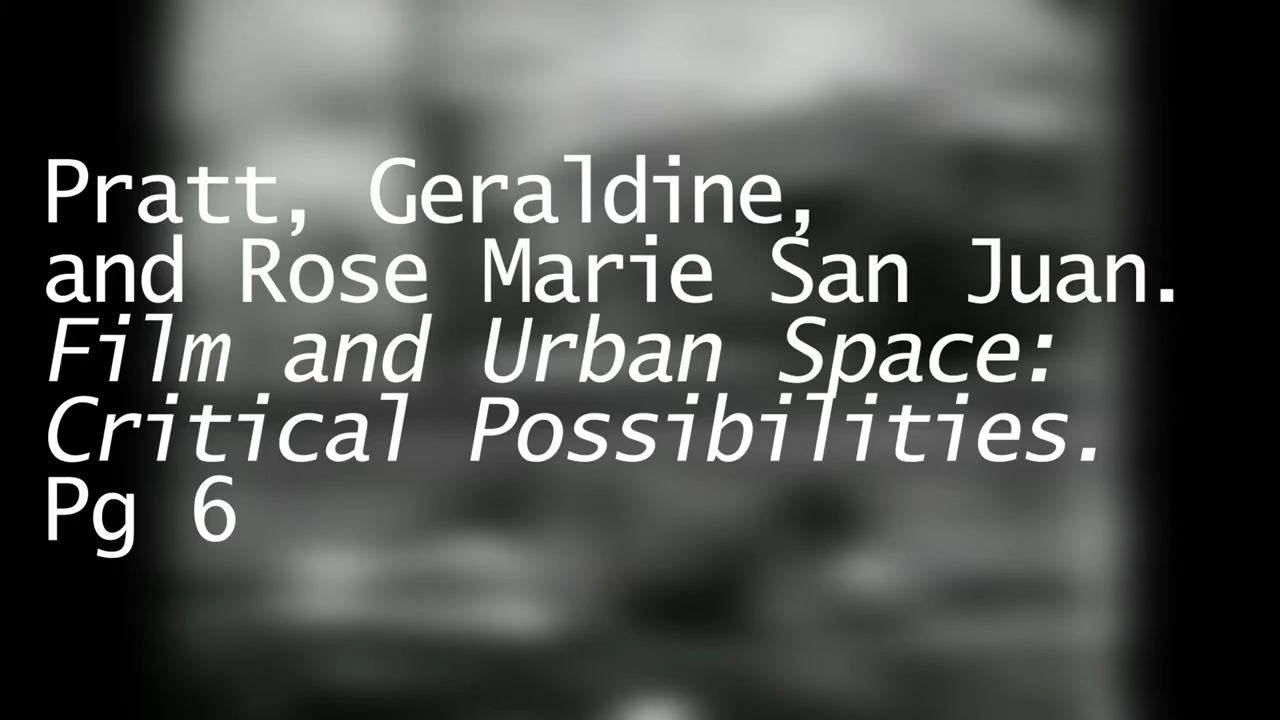 Pratt, Geraldine,
and Rose Marie San Juan.
Film and Urban Space:
Critical Possibilities.
Pg 6